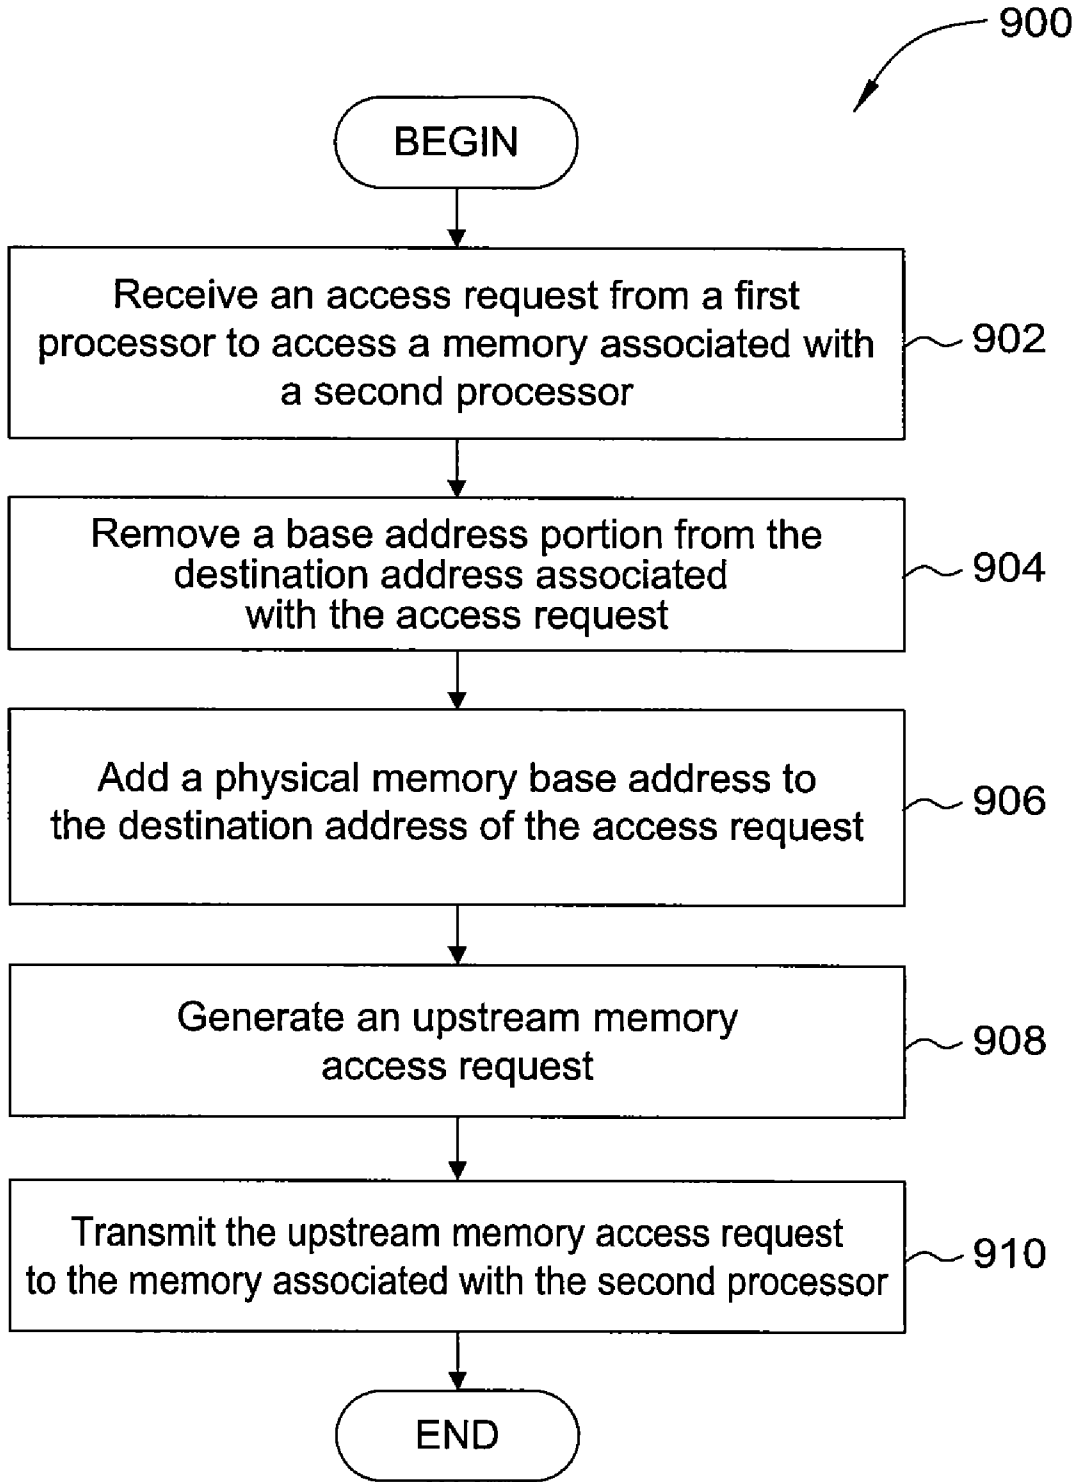 900
BEGIN
Receive an access request from a first
processor to access a memory associated with
a second processor
902
Remove a base address portion from the
destination address associated
with the access request
904
Add a physical memory base address to
the destination address of the access request
906
Generate an upstream memory
access request
908
Transmit the upstream memory access request
to the memory associated with the second processor
910
END